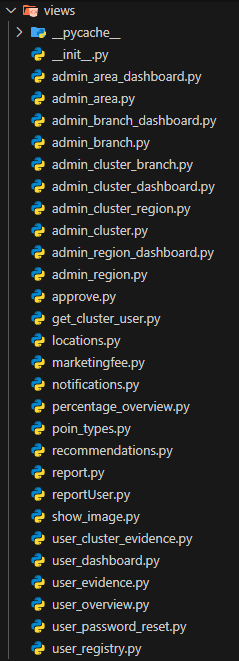 views
__pycache__
__init__.py
admin_area_dashboard.py
admin_area.py
admin_branch_dashboard.py
admin_branch.py
admin_cluster_branch.py
admin_cluster_dashboard.py
admin_cluster_region.py
admin_cluster.py
admin_region_dashboard.py
admin_region.py
approve.py
get_cluster_user.py
locations.py
marketingfee.py
notifications.py
percentage_overview.py
poin_types.py
recommendations.py
report.py
reportUser.py
show_image.py
user_cluster_evidence.py
user_dashboard.py
user_evidence.py
user_overview.py
user_password_reset.py
user_registry.py